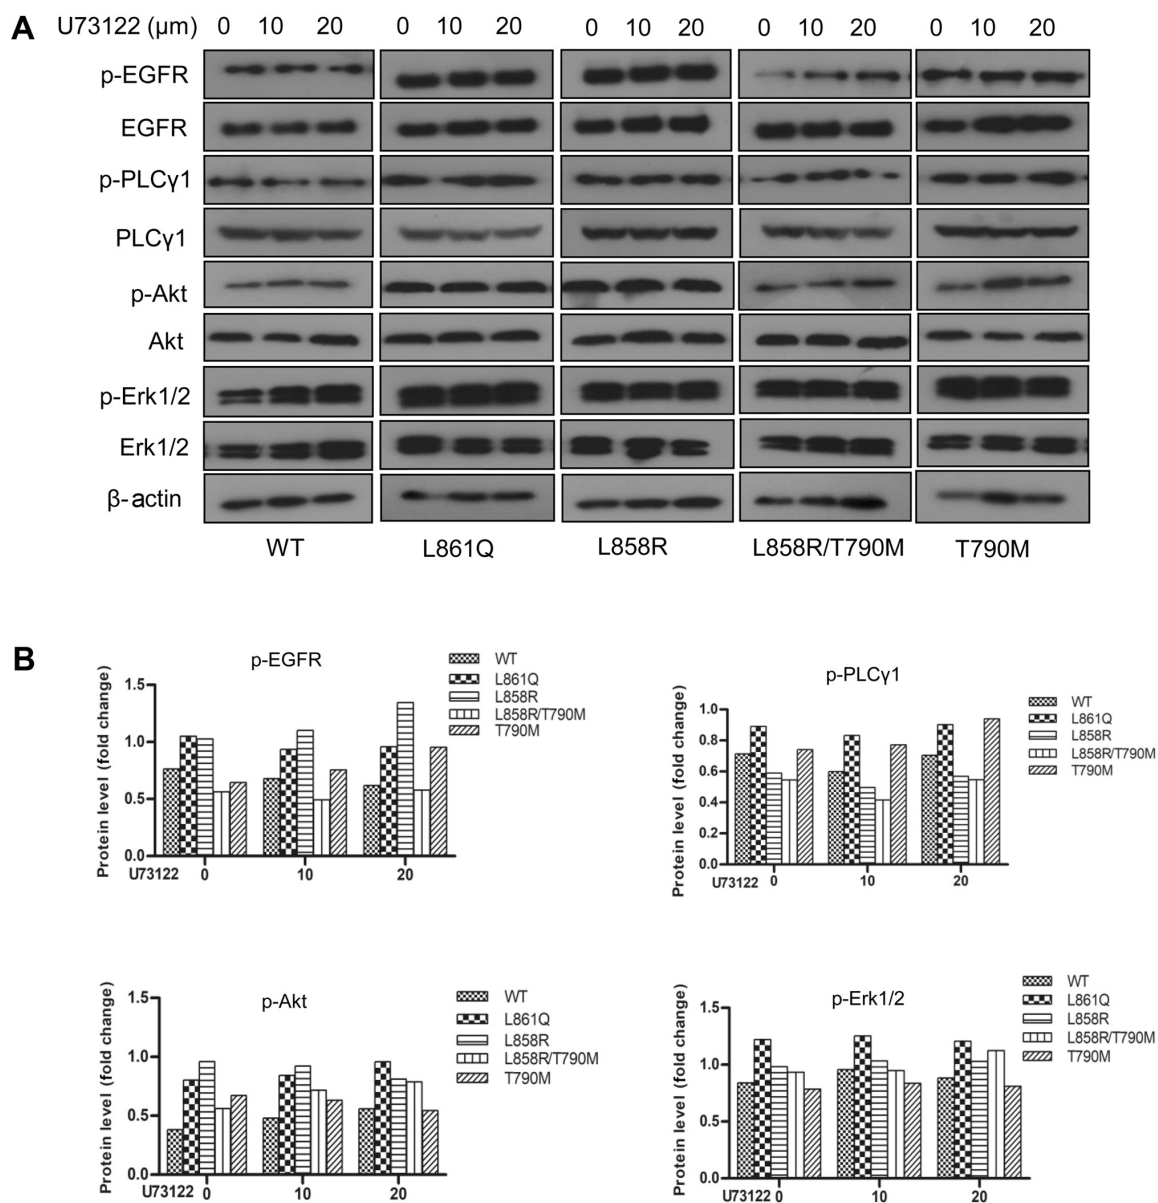 A
U73122 (μm) 0 10 20 0 10 20 0 10 20 0 10 20 0 10 20
p-EGFR
EGFR
p-PLCγ1
PLCγ1
p-Akt
Akt
p-Erk1/2
Erk1/2
β-actin
WT L861Q L858R L858R/T790M T790M
B
p-EGFR
Protein level (fold change)
1.5
1.0
0.5
0.0
U73122 0 10 20
WT
L861Q
L858R
L858R/T790M
T790M
p-PLCγ1
Protein level (fold change)
1.0
0.8
0.6
0.4
0.2
0.0
U73122 0 10 20
WT
L861Q
L858R
L858R/T790M
T790M
p-Akt
Protein level (fold change)
1.5
1.0
0.5
0.0
U73122 0 10 20
WT
L861Q
L858R
L858R/T790M
T790M
p-Erk1/2
Protein level (fold change)
1.5
1.0
0.5
0.0
U73122 0 10 20
WT
L861Q
L858R
L858R/T790M
T790M